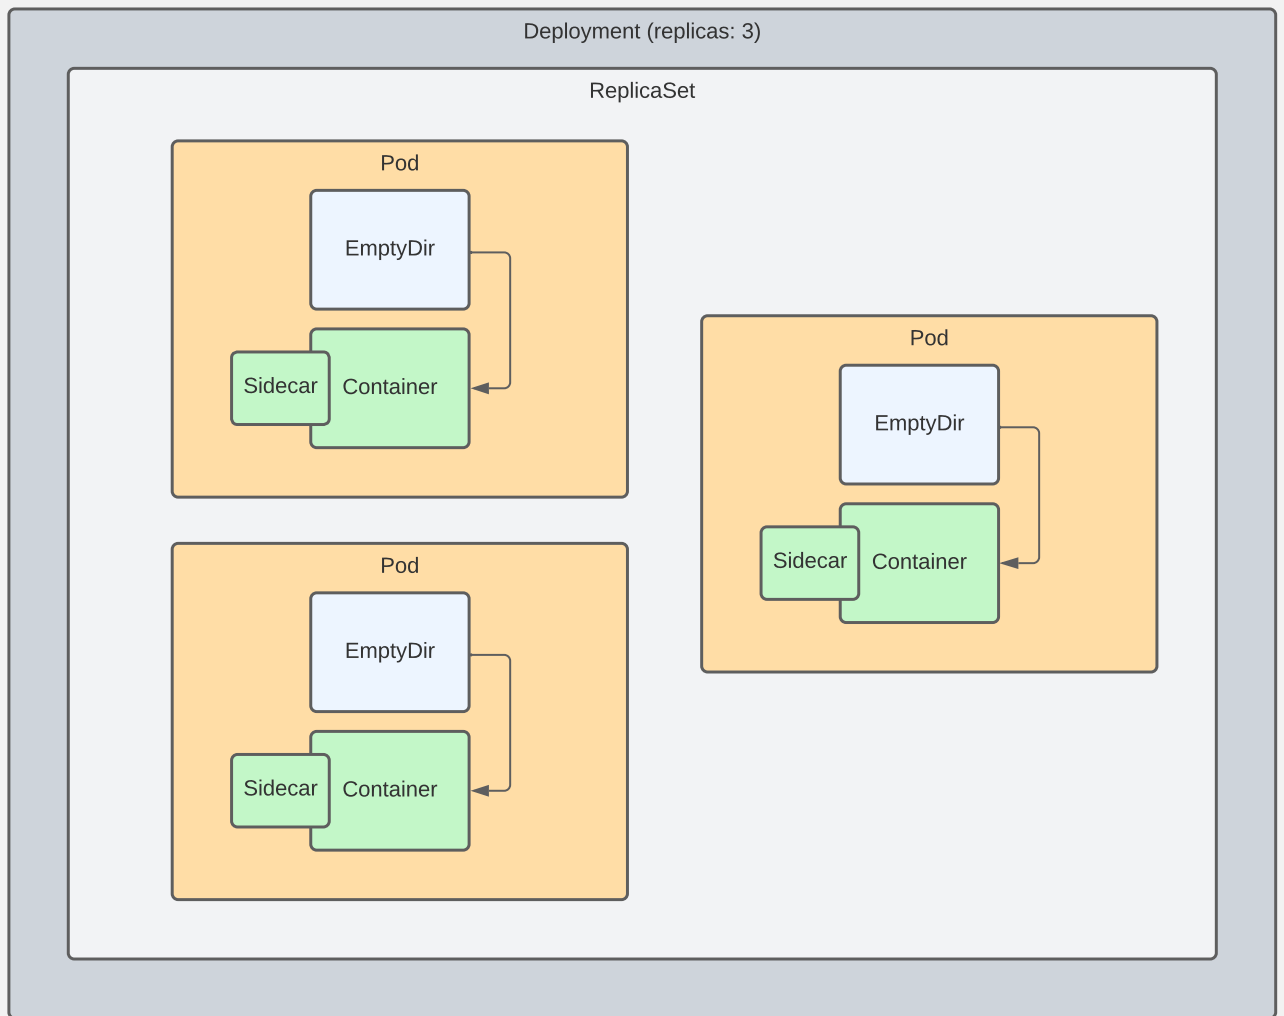 Deployment (replicas: 3)
ReplicaSet
Pod
EmptyDir
Sidecar
Container
Pod
EmptyDir
Sidecar
Container
Pod
EmptyDir
Sidecar
Container